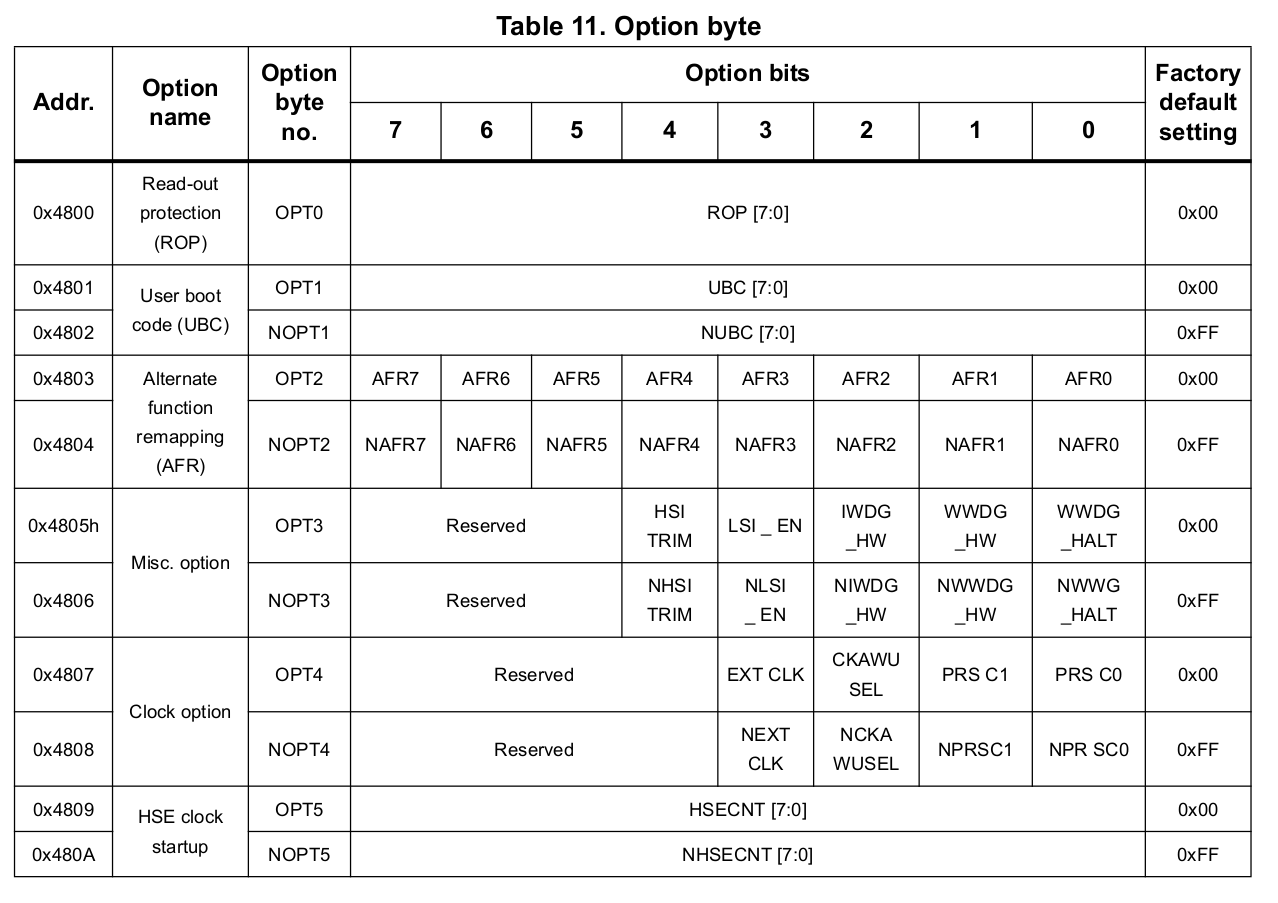 Table 11. Option byte
Addr. Option name Option byte no. Option bits Factory default setting
7 6 5 4 3 2 1 0
0x4800 Read-out protection (ROP) OPT0 ROP [7:0] 0x00
0x4801 User boot code (UBC) OPT1 UBC [7:0] 0x00
0x4802 NOPT1 NUBC [7:0] 0xFF
0x4803 Alternate function remapping (AFR) OPT2 AFR7 AFR6 AFR5 AFR4 AFR3 AFR2 AFR1 AFR0 0x00
0x4804 NOPT2 NAFR7 NAFR6 NAFR5 NAFR4 NAFR3 NAFR2 NAFR1 NAFR0 0xFF
0x4805h Misc. option OPT3 Reserved HSI TRIM LSI _ EN IWDG _HW WWDG _HW WWDG _HALT 0x00
0x4806 NOPT3 Reserved NHSI TRIM NLSI _ EN NIWDG _HW NWWDG _HW NWWG _HALT 0xFF
0x4807 Clock option OPT4 Reserved EXT CLK CKAWU SEL PRS C1 PRS C0 0x00
0x4808 NOPT4 Reserved NEXT CLK NCKA WUSEL NPRSC1 NPR SC0 0xFF
0x4809 HSE clock startup OPT5 HSECNT [7:0] 0x00
0x480A NOPT5 NHSECNT [7:0] 0xFF